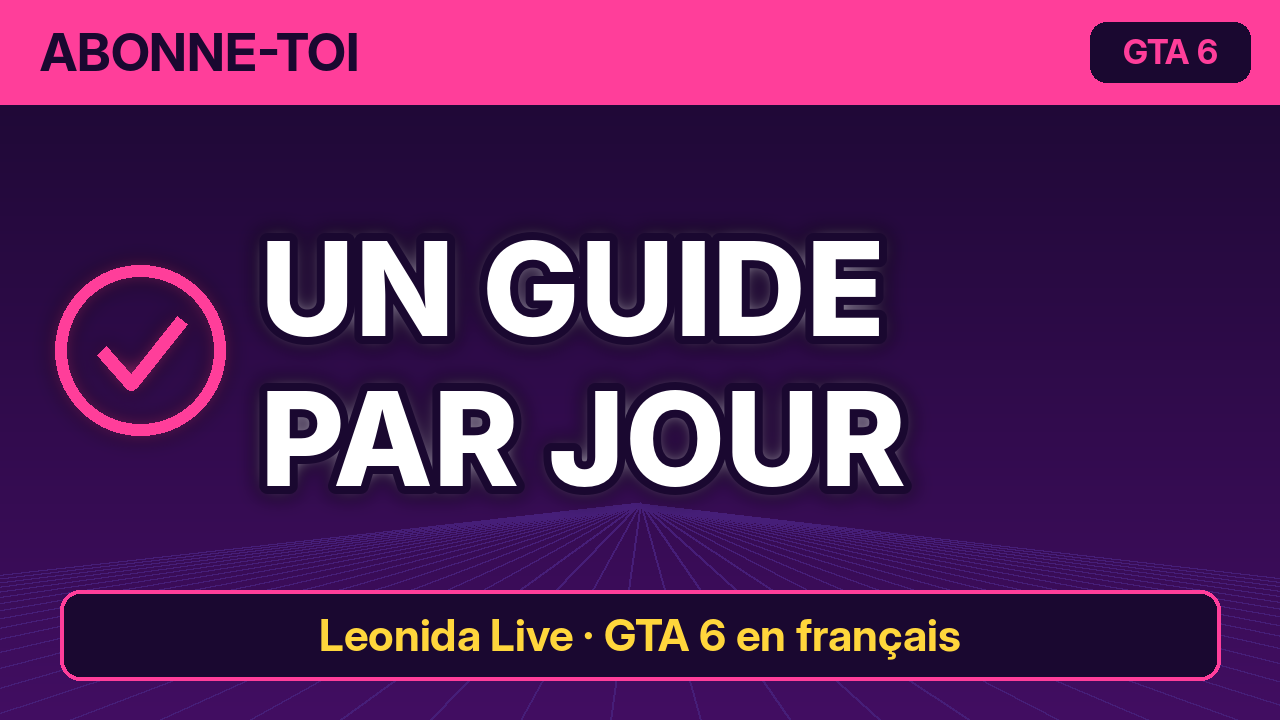 ABONNE-TOI
GTA 6
UN GUIDE
PAR JOUR
Leonida Live · GTA 6 en français